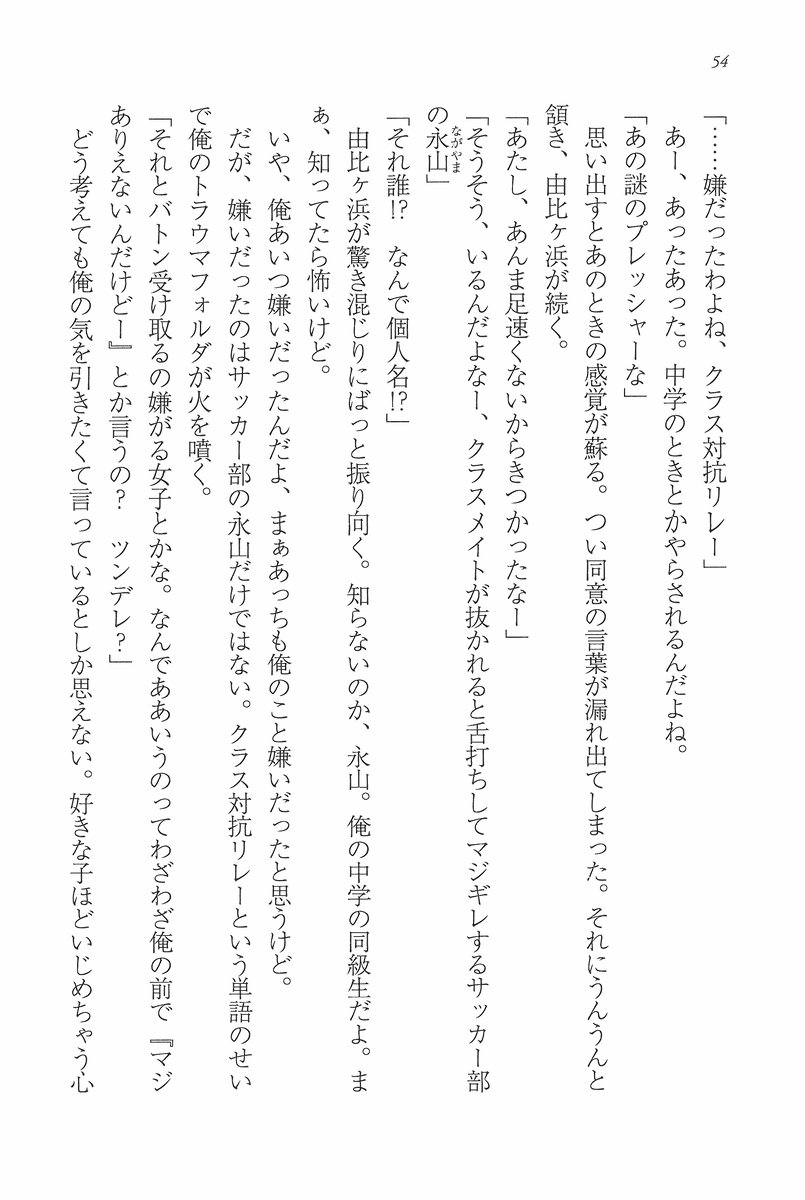 54
「……嫌だったわよね、クラス対抗リレー」
　あー、あったあった。中学のときとかやらされるんだよね。
「あの謎のプレッシャーな」
　思い出すとあのときの感覚が蘇る。つい同意の言葉が漏れ出てしまった。それにうんうんと
頷き、由比ヶ浜が続く。
「あたし、あんま足速くないからきつかったなー」
「そうそう、いるんだよなー、クラスメイトが抜かれると舌打ちしてマジギレするサッカー部
の永山」
ながやま
「それ誰!?　なんで個人名!?」
　由比ヶ浜が驚き混じりにばっと振り向く。知らないのか、永山。俺の中学の同級生だよ。ま
ぁ、知ってたら怖いけど。
　いや、俺あいつ嫌いだったんだよ、まぁあっちも俺のこと嫌いだったと思うけど。
　だが、嫌いだったのはサッカー部の永山だけではない。クラス対抗リレーという単語のせい
で俺のトラウマフォルダが火を噴く。
「それとバトン受け取るの嫌がる女子とかな。なんでああいうのってわざわざ俺の前で『マジ
ありえないんだけどー』とか言うの？　ツンデレ？」
　どう考えても俺の気を引きたくて言っているとしか思えない。好きな子ほどいじめちゃう心